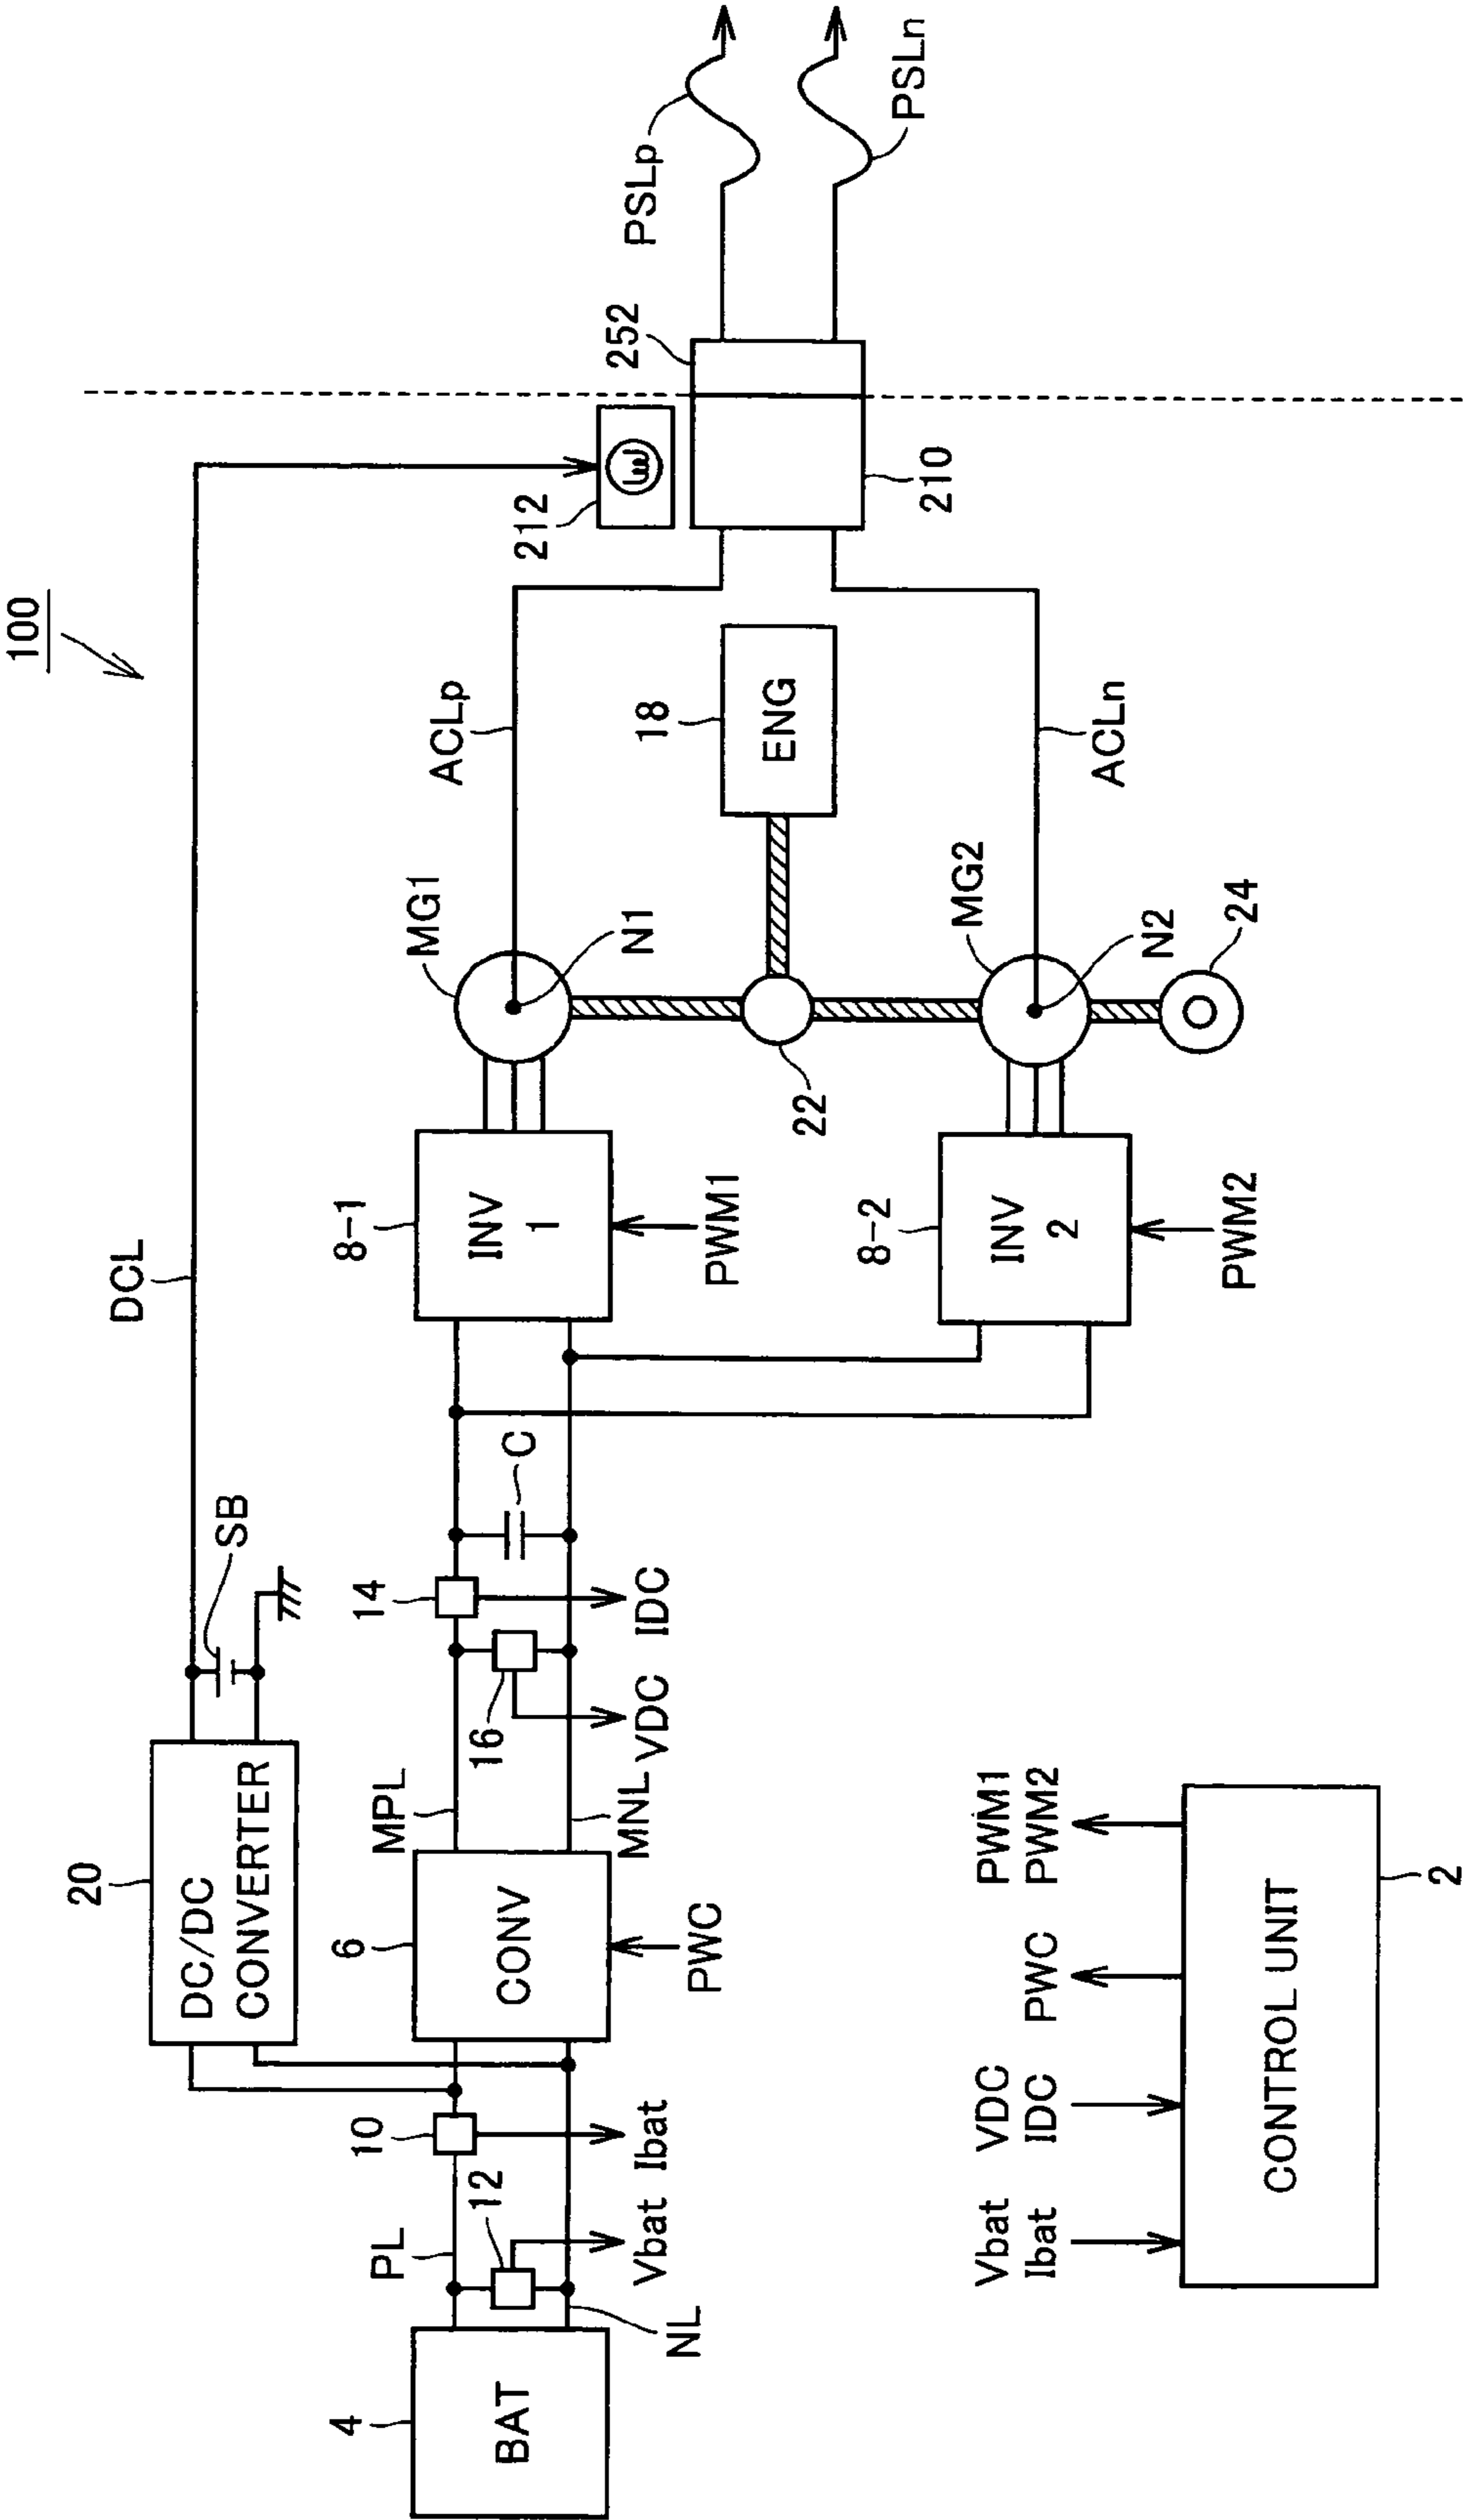 100
DCL
SB
20
DC/DC
CONVERTER
212
252
PSLp
PSLn
210
ACLp
ACLn
18
ENG
MG1
N1
MG2
N2
24
22
8-1
INV
1
PWM1
8-2
INV
2
PWM2
C
14
IDC
16
VDC
MPL
MNL
6
CONV
PWC
10
Ibat
12
Vbat
PL
NL
4
BAT
Vbat
Ibat
VDC
IDC
PWC
PWM1
PWM2
CONTROL UNIT
2